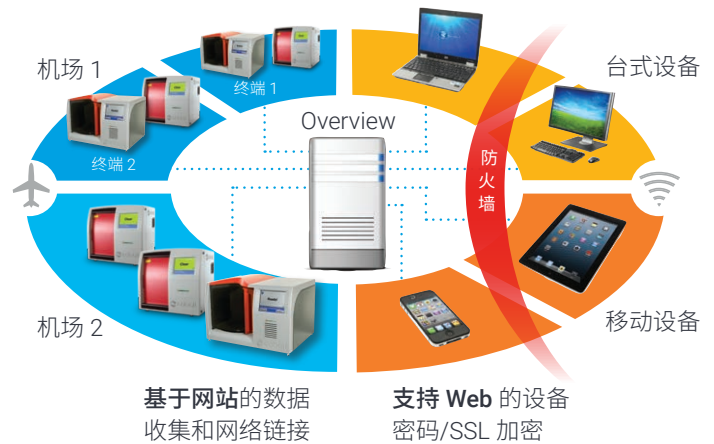 机场 1
终端 1
终端 2
Overview
防火墙
台式设备
机场 2
移动设备
基于网站的数据
收集和网络链接
支持 Web 的设备
密码/SSL 加密